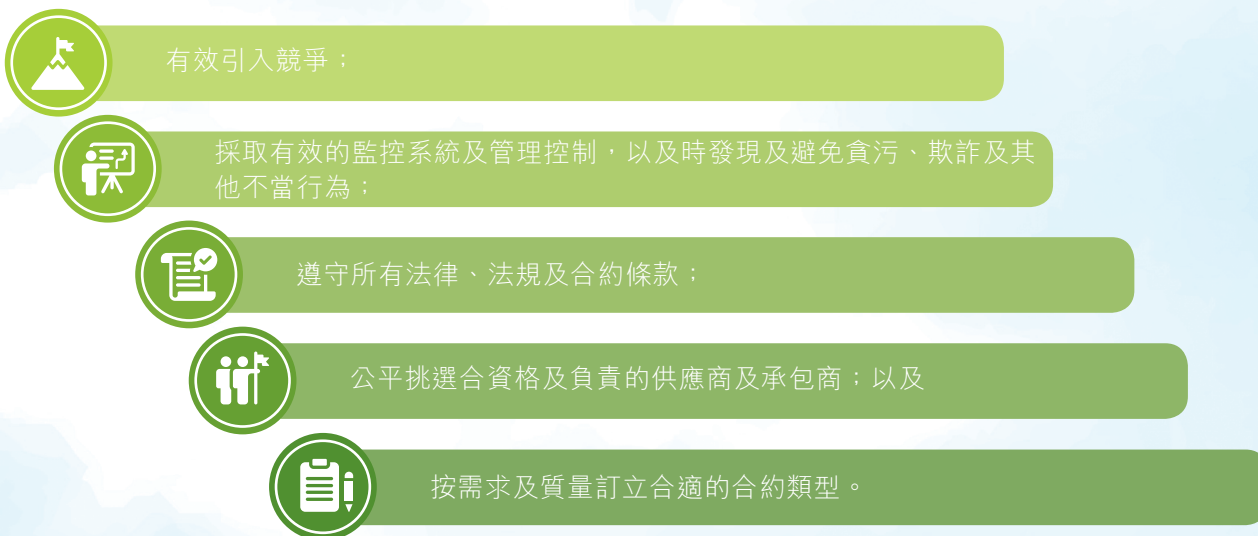 有效引入競爭；
採取有效的監控系統及管理控制，以及時發現及避免貪污、欺詐及其
他不當行為；
遵守所有法律、法規及合約條款；
公平挑選合資格及負責的供應商及承包商；以及
按需求及質量訂立合適的合約類型。